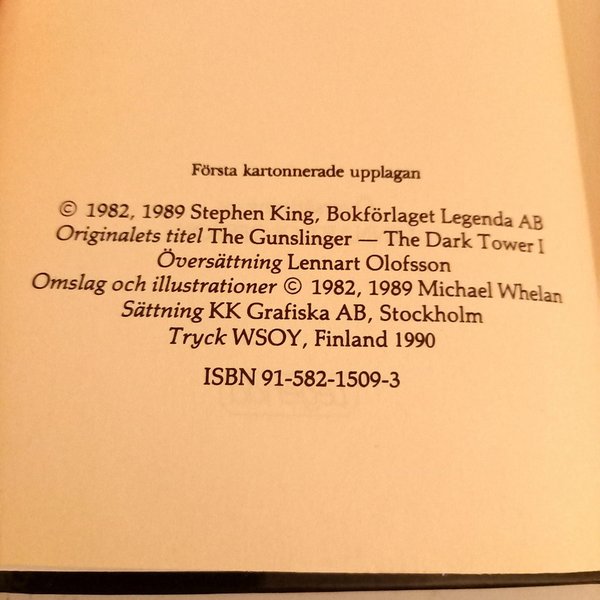 Första kartonnerade upplagan
© 1982, 1989 Stephen King, Bokförlaget Legenda AB
Originalets titel The Gunslinger — The Dark Tower I
Översättning Lennart Olofsson
Omslag och illustrationer © 1982, 1989 Michael Whelan
Sättning KK Grafiska AB, Stockholm
Tryck WSOY, Finland 1990
ISBN 91-582-1509-3